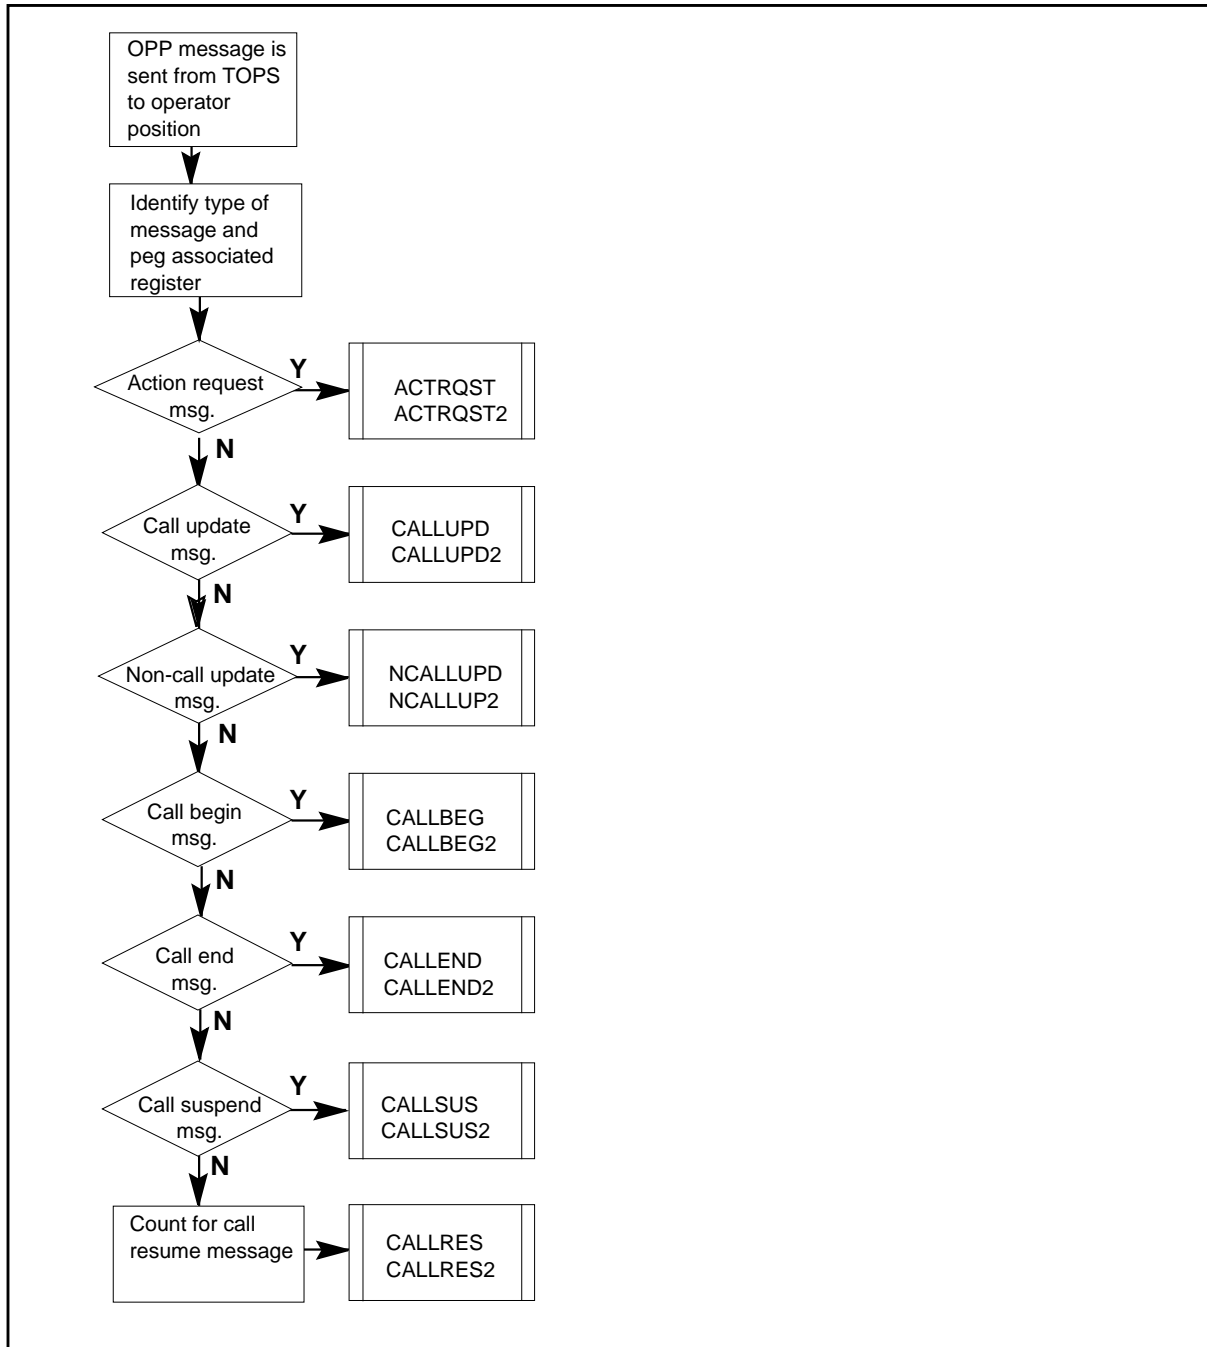 OPP message is
sent from TOPS
to operator
position
Identify type of
message and
peg associated
register
Action request
msg.
Y
ACTRQST
ACTRQST2
N
Call update
msg.
Y
CALLUPD
CALLUPD2
N
Non-call update
msg.
Y
NCALLUPD
NCALLUP2
N
Call begin
msg.
Y
CALLBEG
CALLBEG2
N
Call end
msg.
Y
CALLEND
CALLEND2
N
Call suspend
msg.
Y
CALLSUS
CALLSUS2
N
Count for call
resume message
CALLRES
CALLRES2